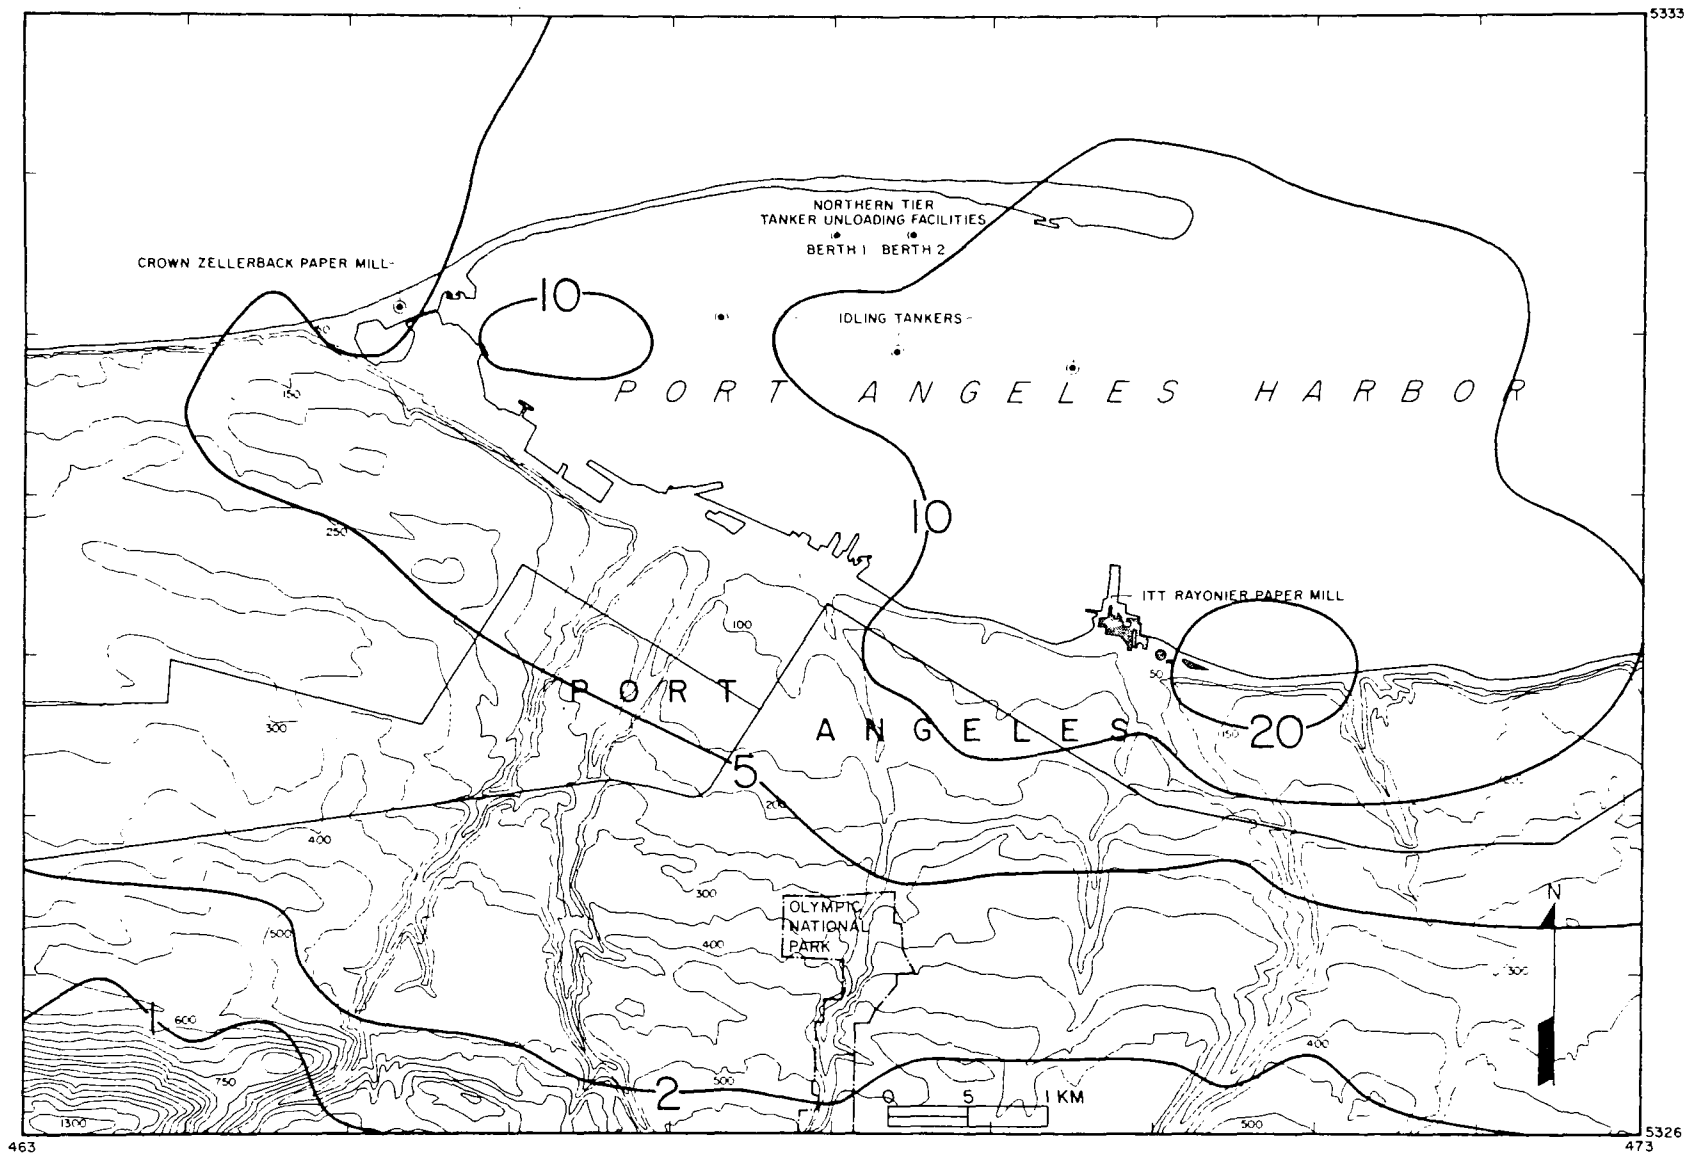 5333
NORTHERN TIER
TANKER UNLOADING FACILITIES
BERTH 1 BERTH 2
CROWN ZELLERBACK PAPER MILL
10
IDLING TANKERS
50
PORT ANGELES HARBOR
150
10
250
ITT RAYONIER PAPER MILL
100
50
PORT
300
ANGELES
150
20
5
200
400
300
N
OLYMPIC
NATIONAL
PARK
500
400
300
1
600
400
750
500
2
0 5 1 KM
1300
500
463
473
5326